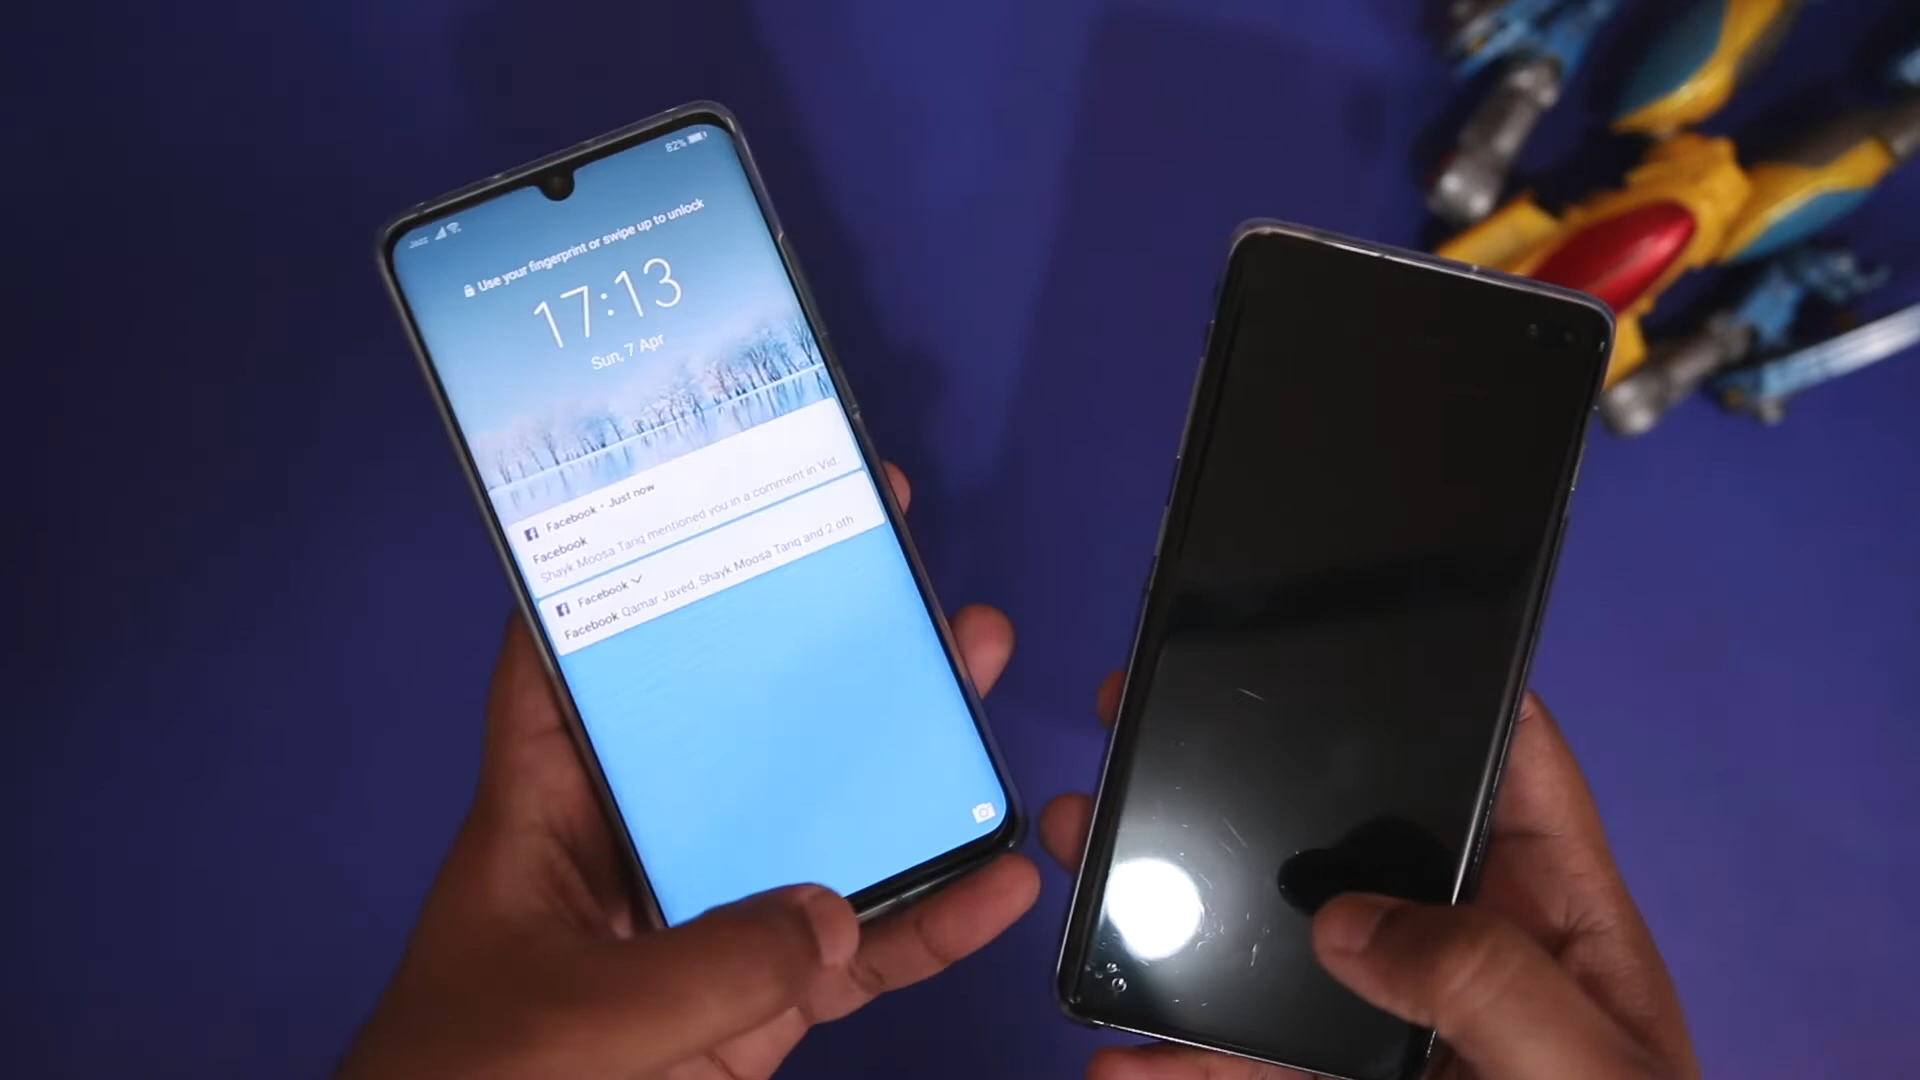 82%
Jazz
Use your fingerprint or swipe up to unlock
17:13
Sun, 7 Apr
Facebook • Just now
Facebook
Shayk Moosa Tariq mentioned you in a comment in Vid..
Facebook
Facebook Qamar Javed, Shayk Moosa Tariq and 2 oth